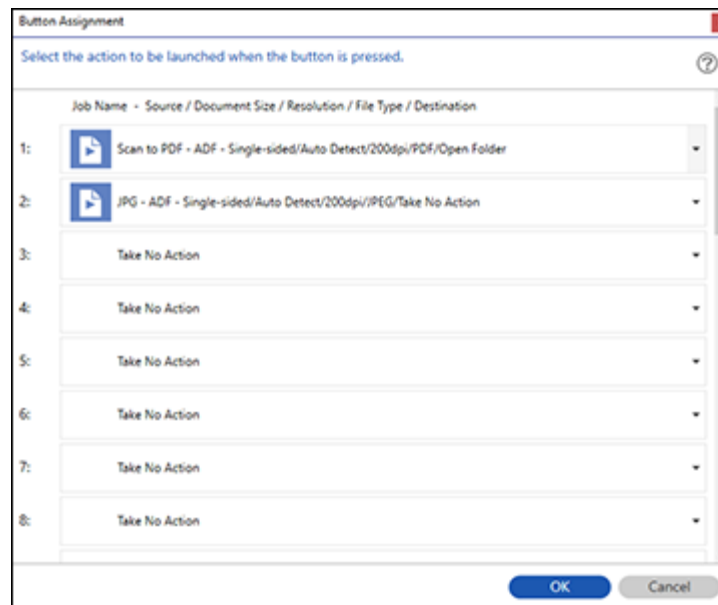 Button Assignment
Select the action to be launched when the button is pressed.
?
Job Name - Source / Document Size / Resolution / File Type / Destination
1: Scan to PDF - ADF - Single-sided/Auto Detect/200dpi/PDF/Open Folder
2: JPG - ADF - Single-sided/Auto Detect/200dpi/JPEG/Take No Action
3: Take No Action
4: Take No Action
5: Take No Action
6: Take No Action
7: Take No Action
8: Take No Action
OK Cancel